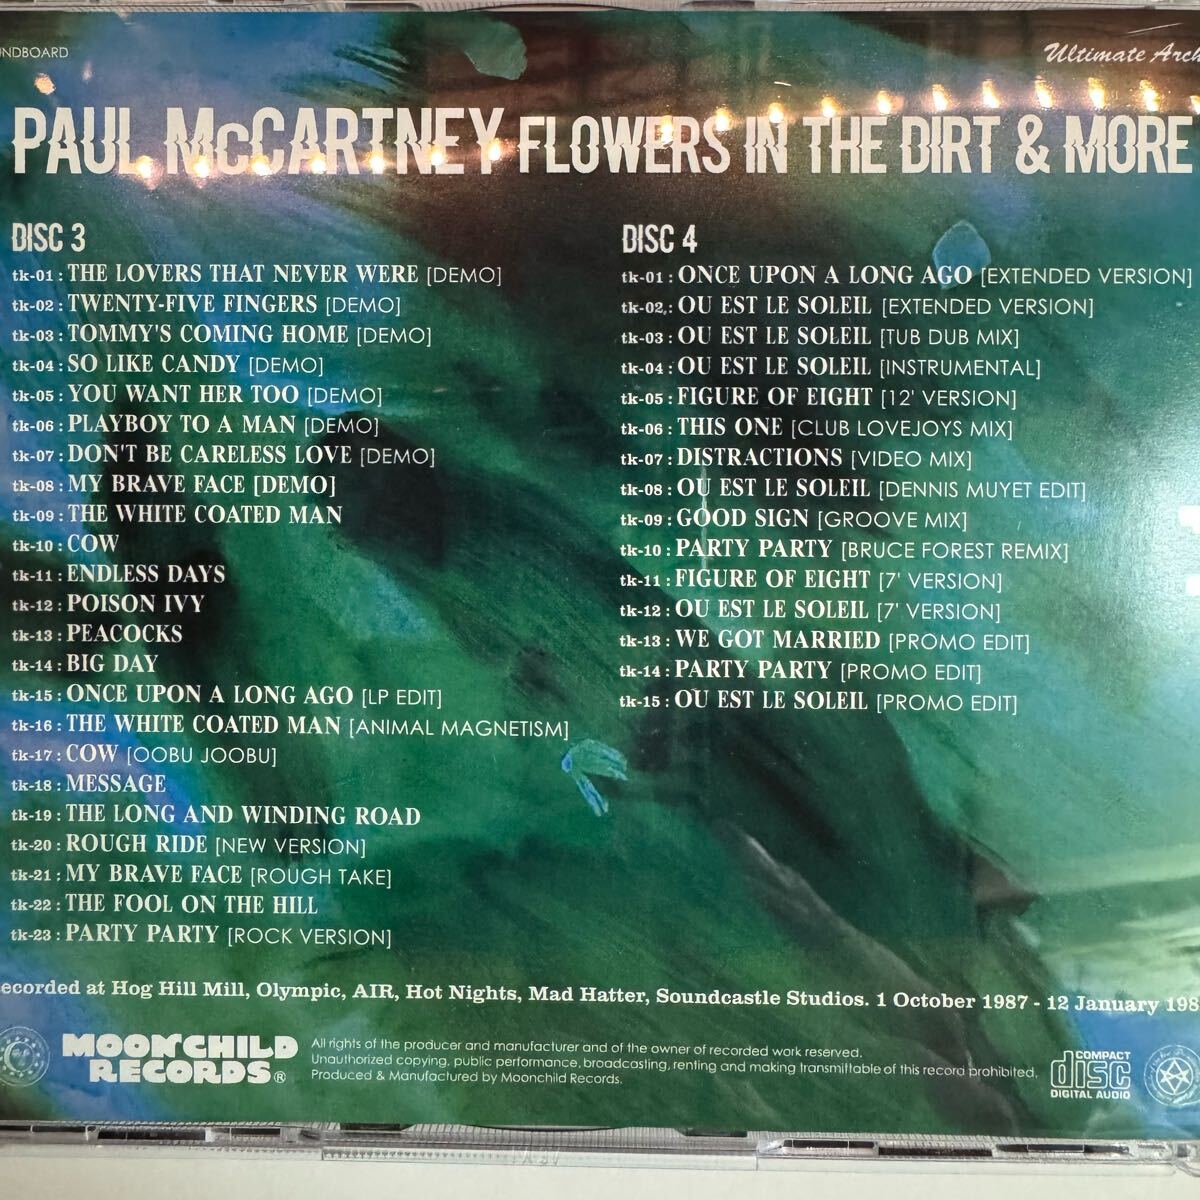 NDBOARD
Ultimate Arch
PAUL McCARTNEY FLOWERS IN THE DIRT & MORE
DISC 3
tk-01 : THE LOVERS THAT NEVER WERE [DEMO]
tk-02 : TWENTY-FIVE FINGERS [DEMO]
tk-03 : TOMMY'S COMING HOME [DEMO]
tk-04 : SO LIKE CANDY [DEMO]
tk-05 : YOU WANT HER TOO [DEMO]
tk-06 : PLAYBOY TO A MAN [DEMO]
tk-07 : DON'T BE CARELESS LOVE [DEMO]
tk-08 : MY BRAVE FACE [DEMO]
tk-09 : THE WHITE COATED MAN
tk-10 : COW
tk-11 : ENDLESS DAYS
tk-12 : POISON IVY
tk-13 : PEACOCKS
tk-14 : BIG DAY
tk-15 : ONCE UPON A LONG AGO [LP EDIT]
tk-16 : THE WHITE COATED MAN [ANIMAL MAGNETISM]
tk-17 : COW [OOBU JOOBU]
tk-18 : MESSAGE
tk-19 : THE LONG AND WINDING ROAD
tk-20 : ROUGH RIDE [NEW VERSION]
tk-21 : MY BRAVE FACE [ROUGH TAKE]
tk-22 : THE FOOL ON THE HILL
tk-23 : PARTY PARTY [ROCK VERSION]
DISC 4
tk-01 : ONCE UPON A LONG AGO [EXTENDED VERSION]
tk-02 : OU EST LE SOLEIL [EXTENDED VERSION]
tk-03 : OU EST LE SOLEIL [TUB DUB MIX]
tk-04 : OU EST LE SOLEIL [INSTRUMENTAL]
tk-05 : FIGURE OF EIGHT [12' VERSION]
tk-06 : THIS ONE [CLUB LOVEJOYS MIX]
tk-07 : DISTRACTIONS [VIDEO MIX]
tk-08 : OU EST LE SOLEIL [DENNIS MUYET EDIT]
tk-09 : GOOD SIGN [GROOVE MIX]
tk-10 : PARTY PARTY [BRUCE FOREST REMIX]
tk-11 : FIGURE OF EIGHT [7' VERSION]
tk-12 : OU EST LE SOLEIL [7' VERSION]
tk-13 : WE GOT MARRIED [PROMO EDIT]
tk-14 : PARTY PARTY [PROMO EDIT]
tk-15 : OU EST LE SOLEIL [PROMO EDIT]
ecorded at Hog Hill Mill, Olympic, AIR, Hot Nights, Mad Hatter, Soundcastle Studios. 1 October 1987 - 12 January 198
MOONCHILD
RECORDS®
All rights of the producer and manufacturer and of the owner of recorded work reserved.
Unauthorized copying, public performance, broadcasting, renting and making transmittable of this record prohibited.
Produced & Manufactured by Moonchild Records.
COMPACT
disc
DIGITAL AUDIO